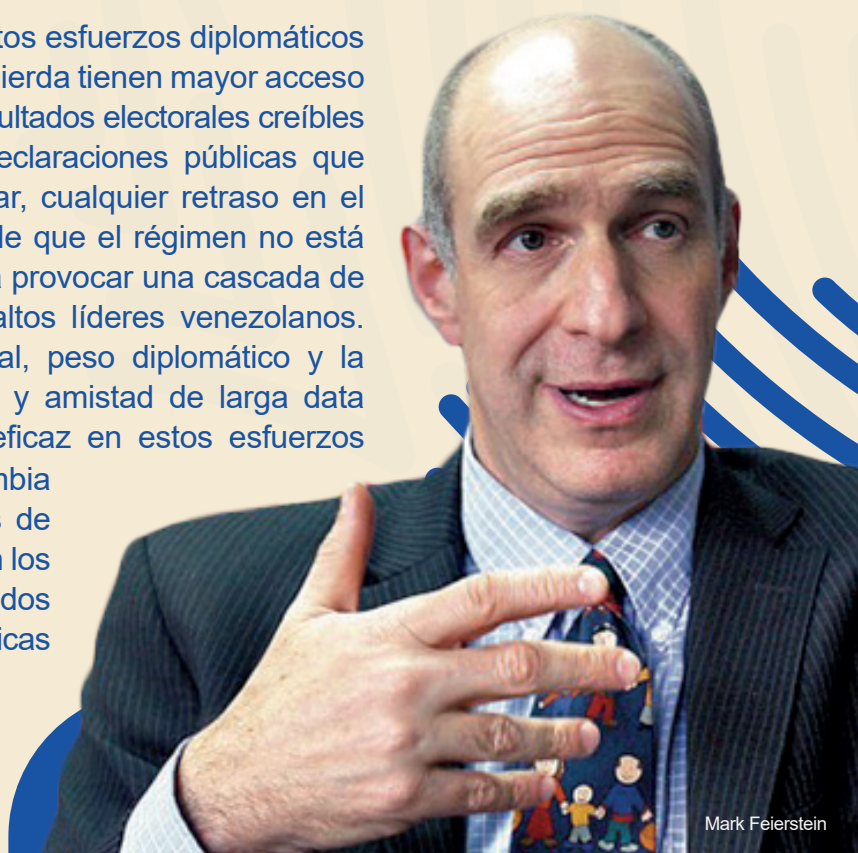 tos esfuerzos diplomáticos
ierda tienen mayor acceso
ultados electorales creíbles
eclaraciones públicas que
ar, cualquier retraso en el
le que el régimen no está
a provocar una cascada de
altos líderes venezolanos.
al, peso diplomático y la
y amistad de larga data
eficaz en estos esfuerzos
nbia
s de
n los
dos
icas
Mark Feierstein